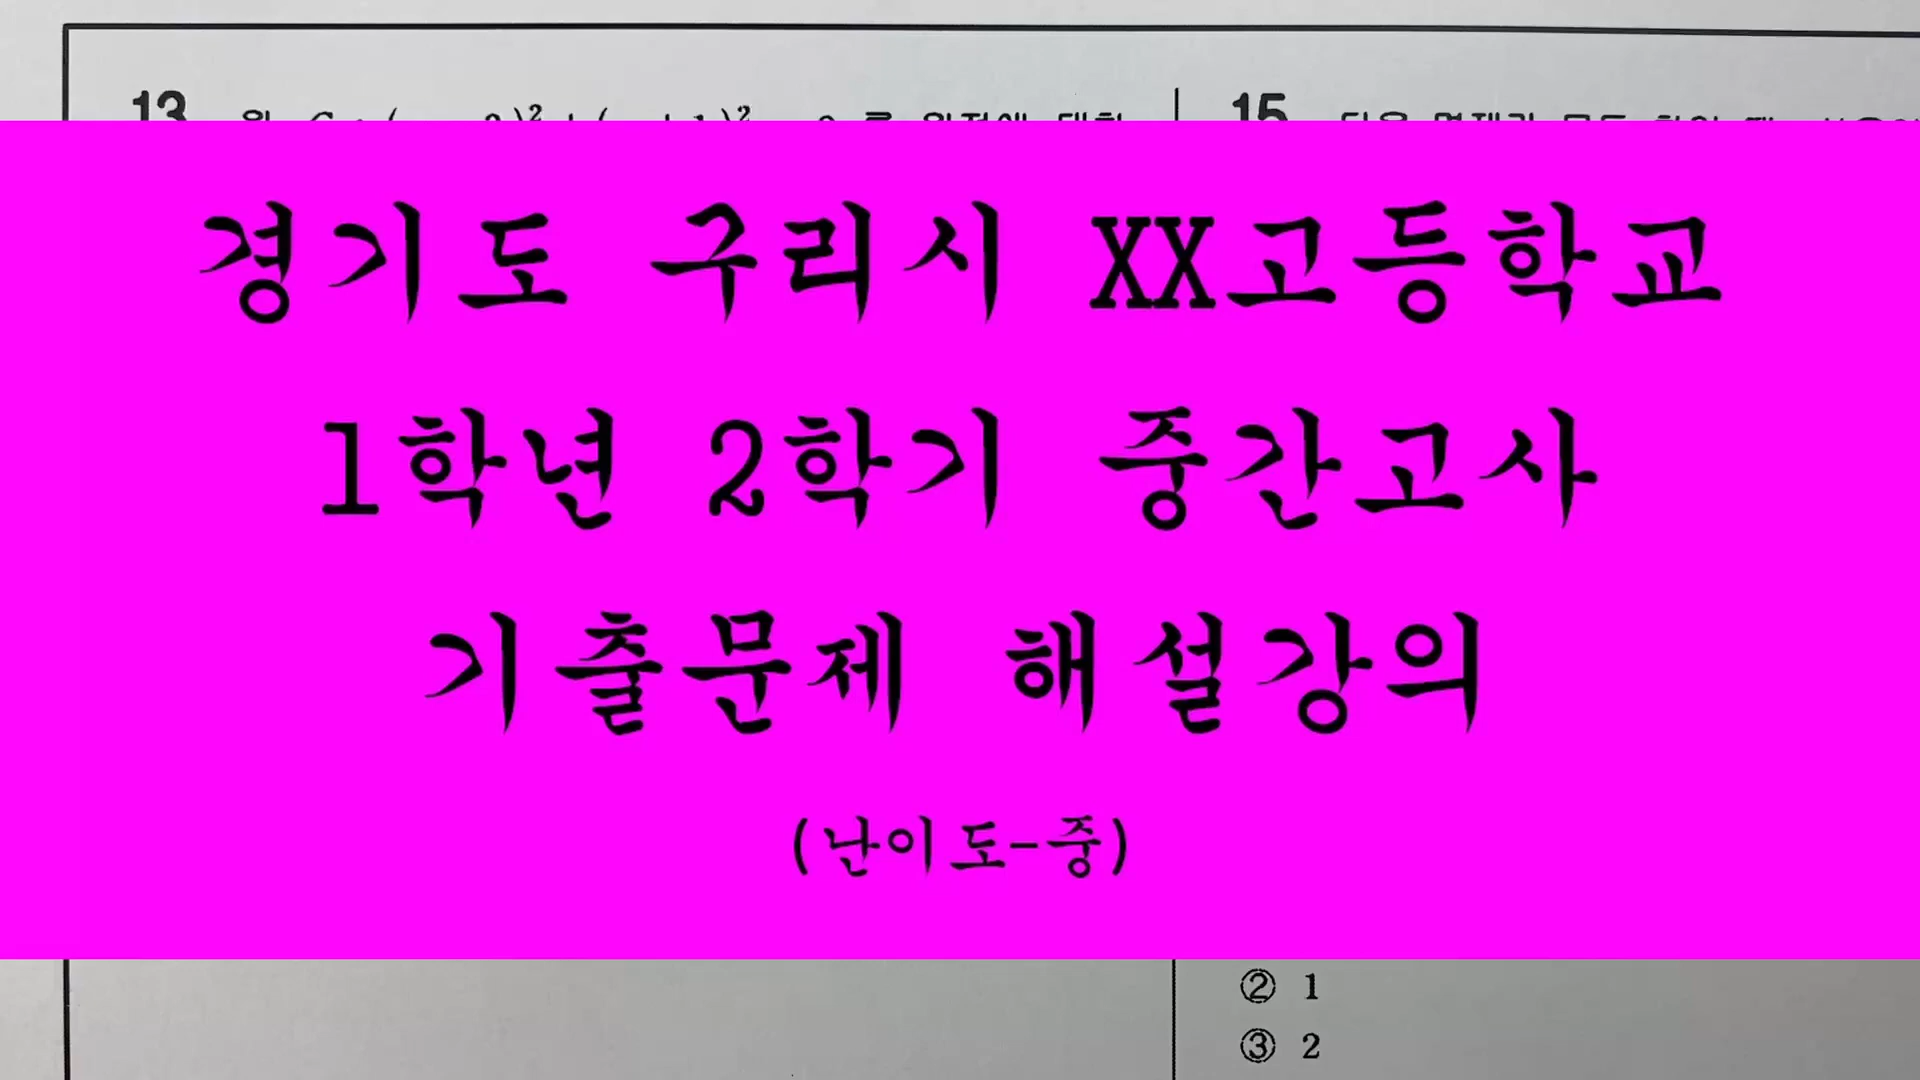 13
15
경기도 구리시 XX고등학교
1학년 2학기 중간고사
기출문제 해설강의
(난이도-중)
② 1
③ 2